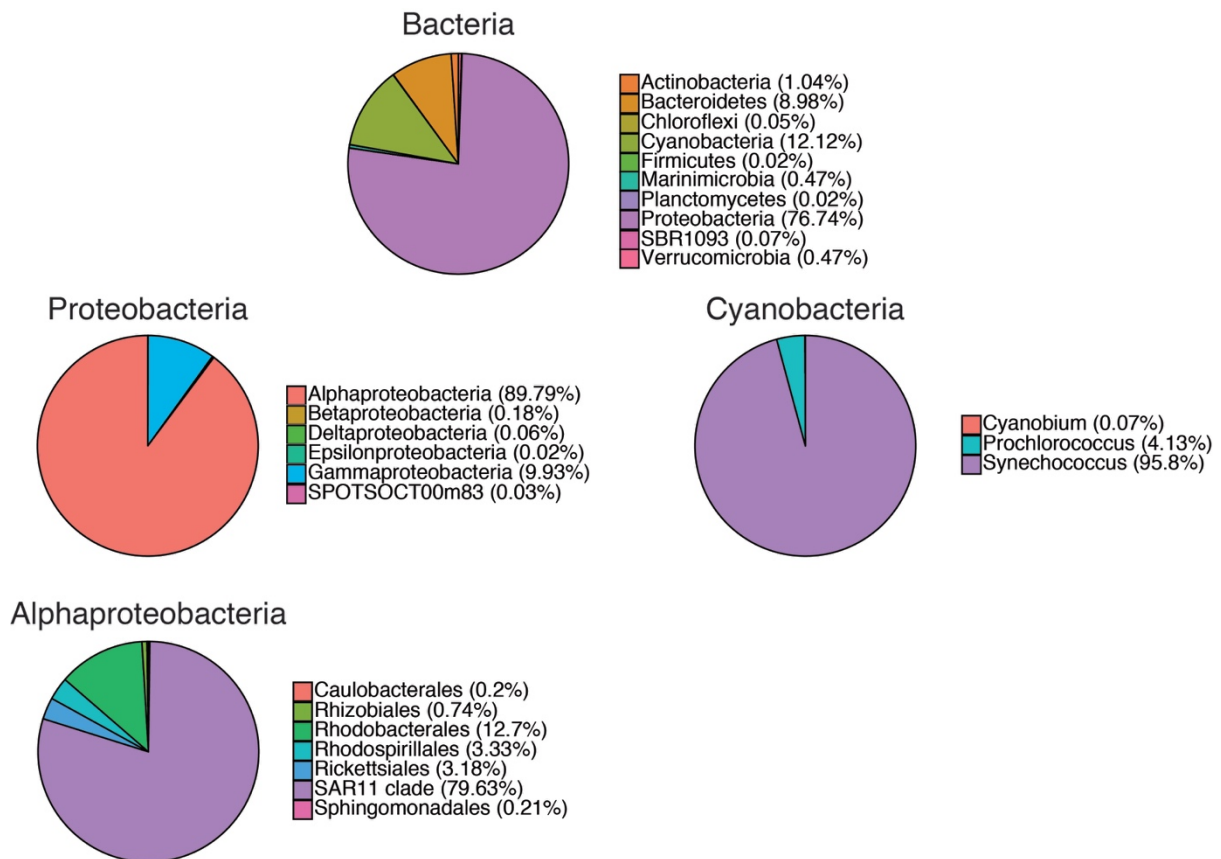 Bacteria
Actinobacteria (1.04%)
Bacteroidetes (8.98%)
Chloroflexi (0.05%)
Cyanobacteria (12.12%)
Firmicutes (0.02%)
Marinimicrobia (0.47%)
Planctomycetes (0.02%)
Proteobacteria (76.74%)
SBR1093 (0.07%)
Verrucomicrobia (0.47%)
Proteobacteria
Alphaproteobacteria (89.79%)
Betaproteobacteria (0.18%)
Deltaproteobacteria (0.06%)
Epsilonproteobacteria (0.02%)
Gammaproteobacteria (9.93%)
SPOTSOCT00m83 (0.03%)
Cyanobacteria
Cyanobium (0.07%)
Prochlorococcus (4.13%)
Synechococcus (95.8%)
Alphaproteobacteria
Caulobacterales (0.2%)
Rhizobiales (0.74%)
Rhodobacterales (12.7%)
Rhodospirillales (3.33%)
Rickettsiales (3.18%)
SAR11 clade (79.63%)
Sphingomonadales (0.21%)